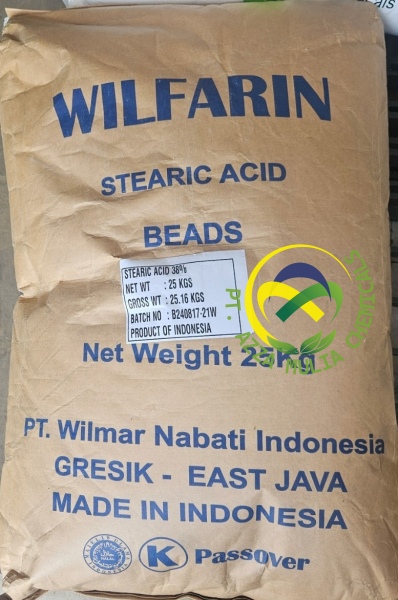 WILFARIN
STEARIC ACID
BEADS
STEARIC ACID 38%
NET WT : 25 KGS
GROSS WT : 25.16 KGS
BATCH NO : B240817-21W
PRODUCT OF INDONESIA
Net Weight 25Kg
PT. Wilmar Nabati Indonesia
GRESIK - EAST JAVA
MADE IN INDONESIA
K Passover